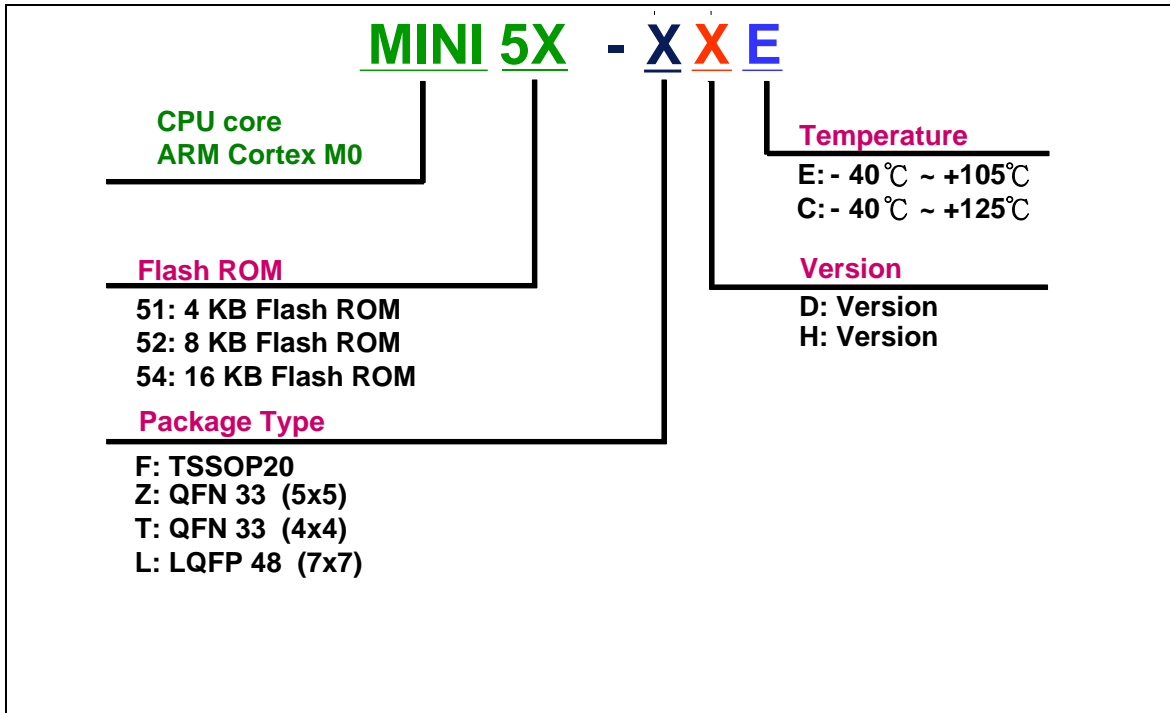 MINI 5X - X X E
CPU core
ARM Cortex M0
Temperature
E: - 40℃ ~ +105℃
C: - 40℃ ~ +125℃
Flash ROM
51: 4 KB Flash ROM
52: 8 KB Flash ROM
54: 16 KB Flash ROM
Version
D: Version
H: Version
Package Type
F: TSSOP20
Z: QFN 33 (5x5)
T: QFN 33 (4x4)
L: LQFP 48 (7x7)